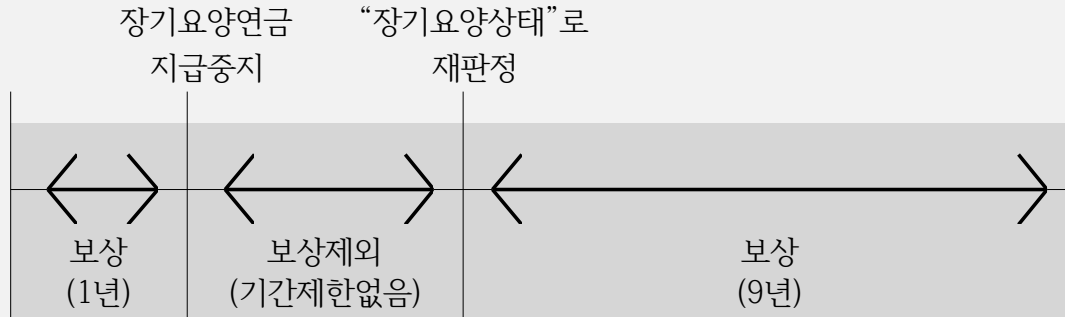 장기요양연금
지급중지
“장기요양상태”로
재판정
보상
(1년)
보상제외
(기간제한없음)
보상
(9년)